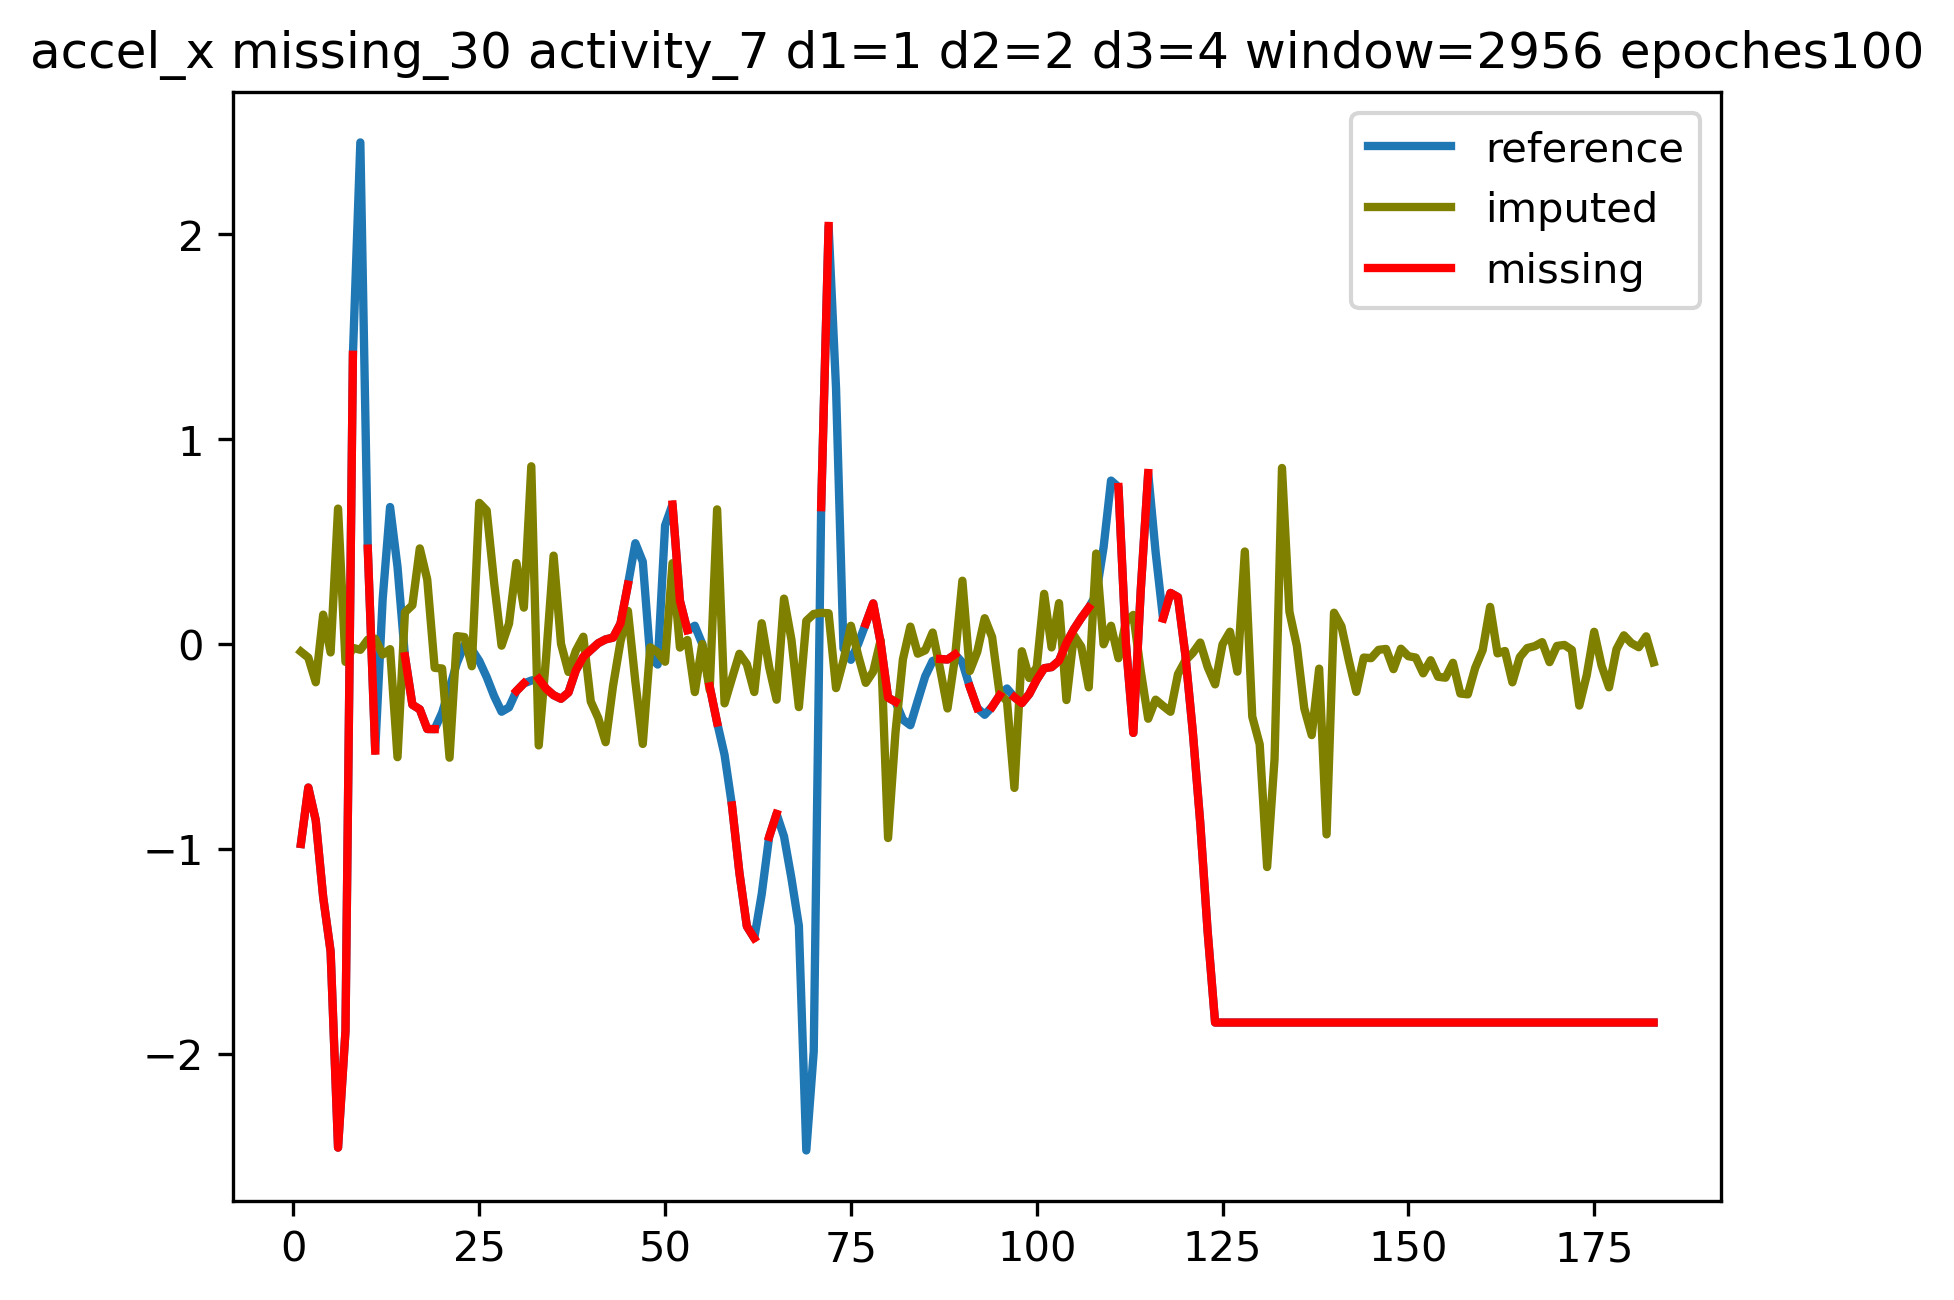 accel_x missing_30 activity_7 d1=1 d2=2 d3=4 window=2956 epoches100
reference
imputed
missing
2
1
0
−1
−2
0 25 50 75 100 125 150 175